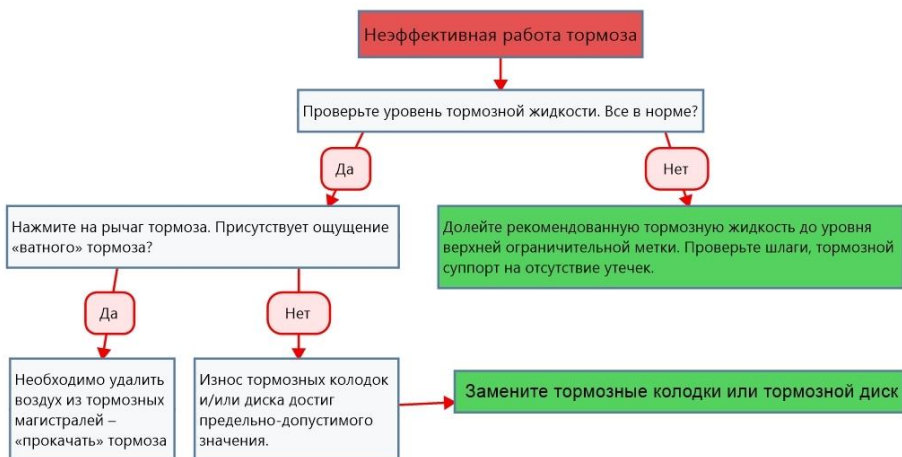 Неэффективная работа тормоза
Проверьте уровень тормозной жидкости. Все в норме?
Да
Нет
Нажмите на рычаг тормоза. Присутствует ощущение
«ватного» тормоза?
Долейте рекомендованную тормозную жидкость до уровня
верхней ограничительной метки. Проверьте шлаги, тормозной
суппорт на отсутствие утечек.
Да
Нет
Необходимо удалить
воздух из тормозных
магистралей –
«прокачать» тормоза
Износ тормозных колодок
и/или диска достиг
предельно-допустимого
значения.
Замените тормозные колодки или тормозной диск